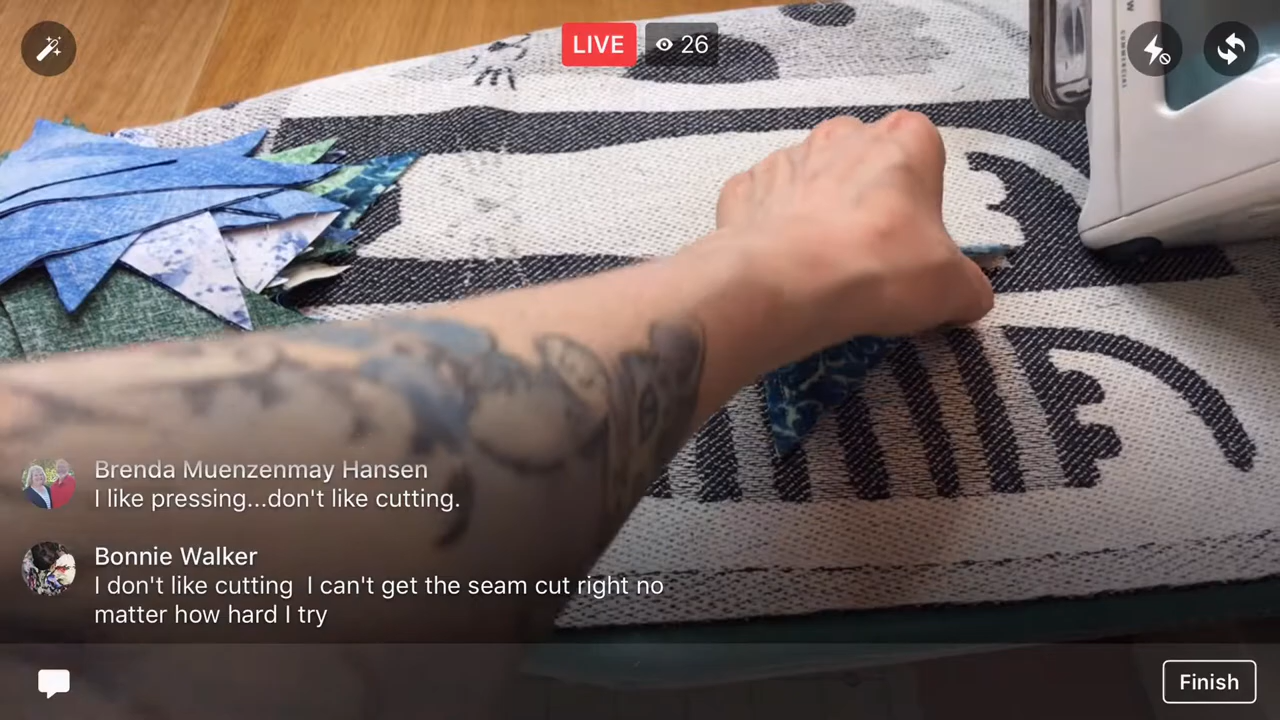 LIVE
26
Brenda Muenzenmay Hansen
I like pressing...don't like cutting.
Bonnie Walker
I don't like cutting  I can't get the seam cut right no
matter how hard I try
Finish